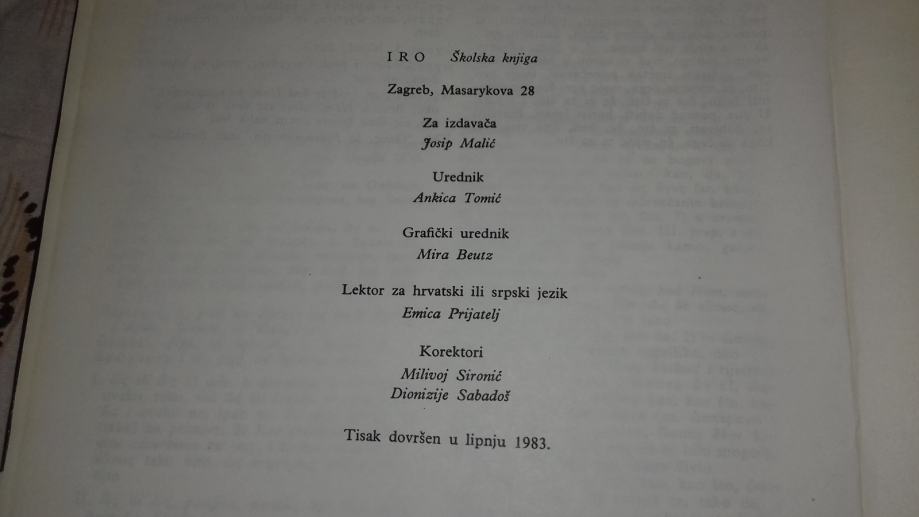 IRO Školska knjiga
Zagreb, Masarykova 28
Za izdavača
Josip Malić
Urednik
Ankica Tomić
Grafički urednik
Mira Beutz
Lektor za hrvatski ili srpski jezik
Emica Prijatelj
Korektori
Milivoj Sironić
Dionizije Sabadoš
Tisak dovršen u lipnju 1983.